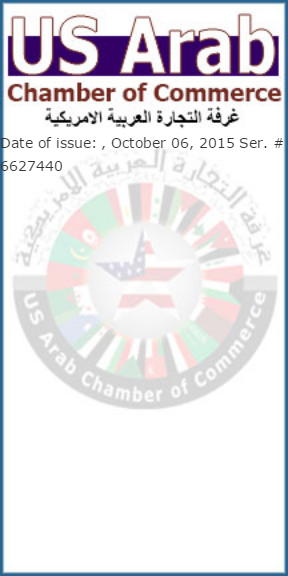 US Arab
Chamber of Commerce
غرفة التجارة العربية الامريكية
Date of issue: , October 06, 2015 Ser. #
6627440
غرفة التجارة العربية الامريكية
US Arab Chamber of Commerce